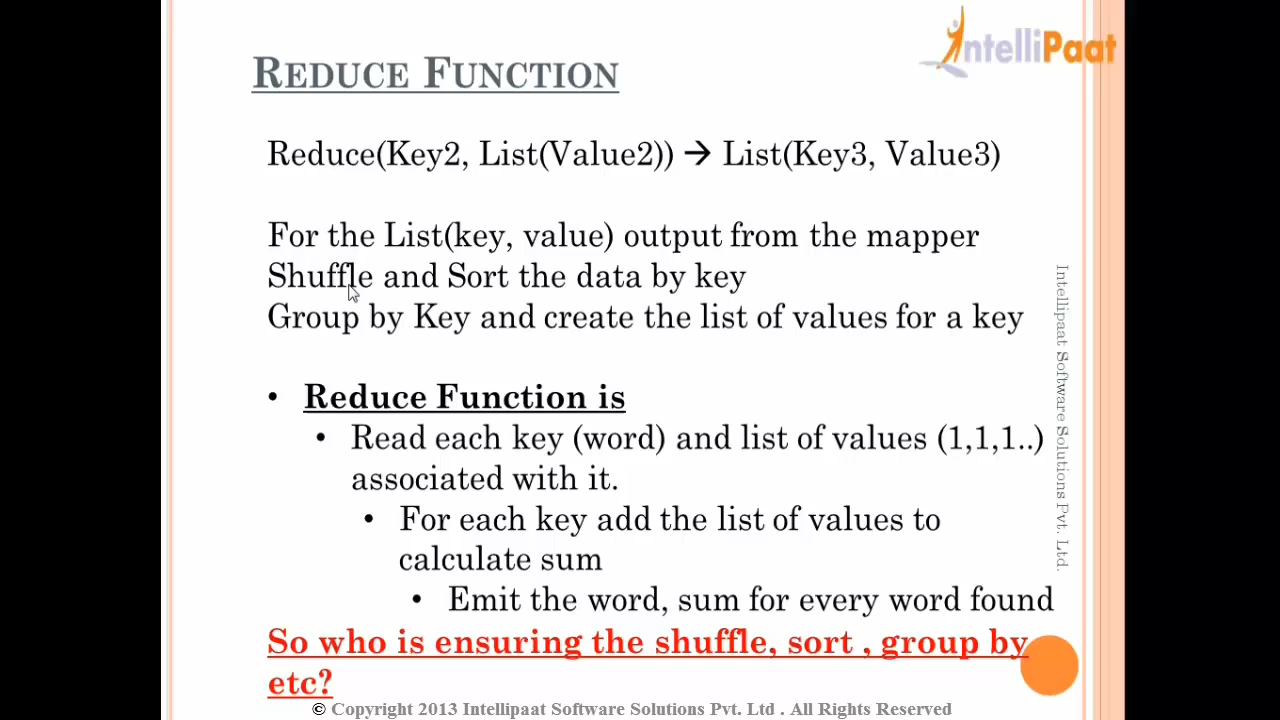 IntelliPaat
REDUCE FUNCTION
Reduce(Key2, List(Value2)) → List(Key3, Value3)
For the List(key, value) output from the mapper
Shuffle and Sort the data by key
Group by Key and create the list of values for a key
• Reduce Function is
• Read each key (word) and list of values (1,1,1..)
associated with it.
• For each key add the list of values to
calculate sum
• Emit the word, sum for every word found
So who is ensuring the shuffle, sort , group by
etc?
Intellipaat Software Solutions Pvt. Ltd.
© Copyright 2013 Intellipaat Software Solutions Pvt. Ltd . All Rights Reserved